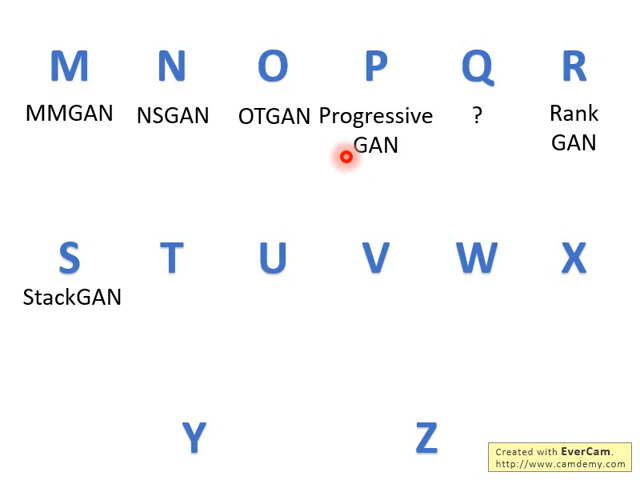 M N O P Q R
MMGAN NSGAN OTGAN Progressive GAN ? Rank GAN
S T U V W X
StackGAN
Y Z
Created with EverCam.
http://www.camdemy.com